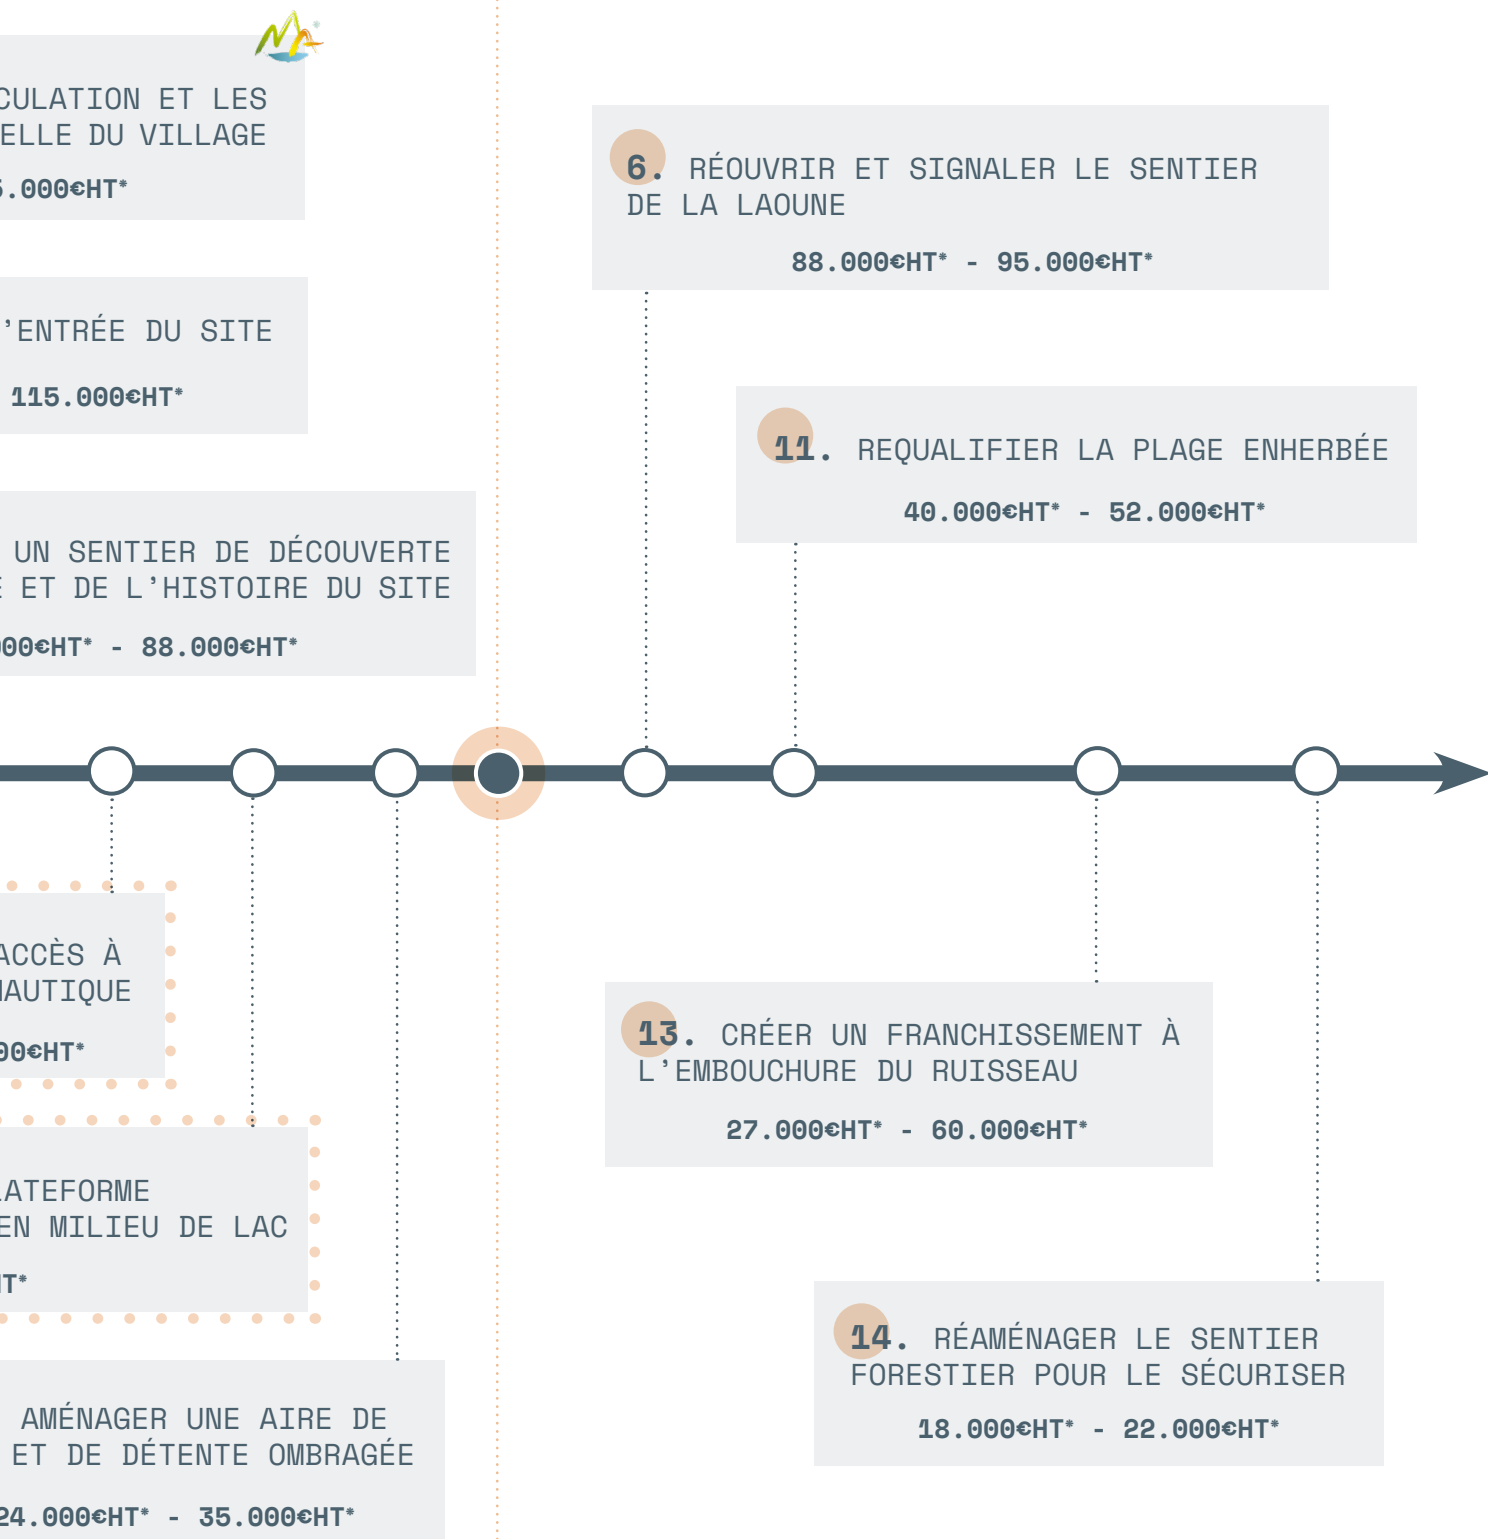 ET LES
ELLE DU VILLAGE
.000€HT*
'ENTRÉE DU SITE
115.000€HT*
UN SENTIER DE DÉCOUVERTE
ET DE L'HISTOIRE DU SITE
00€HT* - 88.000€HT*
ACCÈS À
NAUTIQUE
00€HT*
LATEFORME
EN MILIEU DE LAC
HT*
AMÉNAGER UNE AIRE DE
ET DE DÉTENTE OMBRAGÉE
24.000€HT* - 35.000€HT*
6. RÉOUVRIR ET SIGNALER LE SENTIER
DE LA LAOUNE
88.000€HT* - 95.000€HT*
11. REQUALIFIER LA PLAGE ENHERBÉE
40.000€HT* - 52.000€HT*
13. CRÉER UN FRANCHISSEMENT À
L'EMBOUCHURE DU RUISSEAU
27.000€HT* - 60.000€HT*
14. RÉAMÉNAGER LE SENTIER
FORESTIER POUR LE SÉCURISER
18.000€HT* - 22.000€HT*